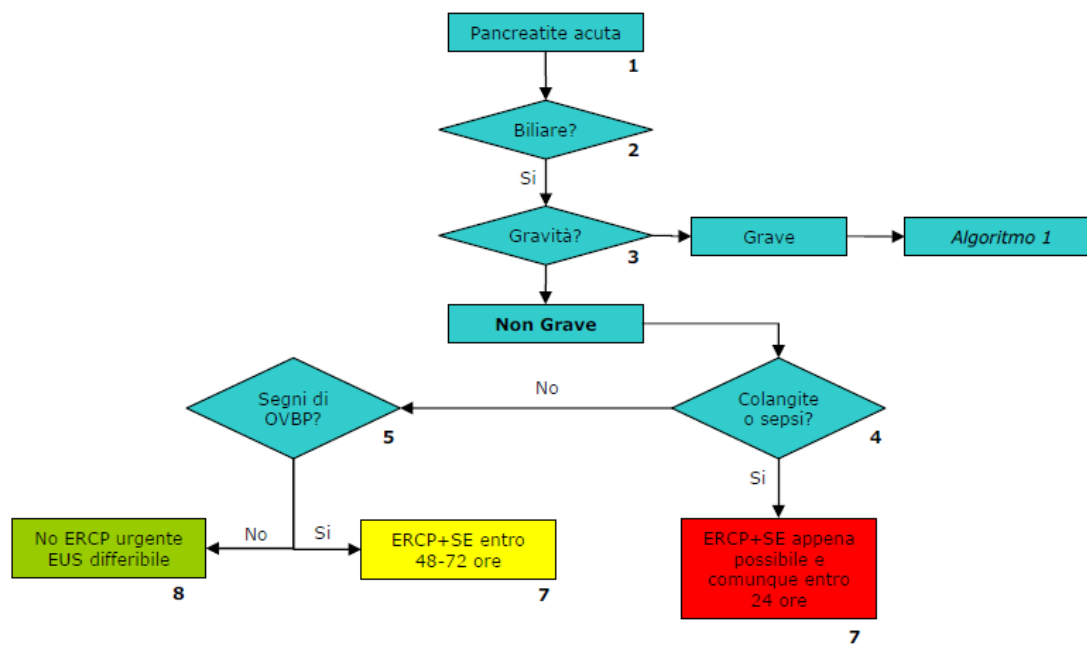 Pancreatite acuta
1
Biliare?
2
Si
Gravità?
3
Grave
Algoritmo 1
Non Grave
Segni di
OVBP?
5
No
Colangite
o sepsi?
4
Si
No ERCP urgente
EUS differibile
8
No
Si
ERCP+SE entro
48-72 ore
7
ERCP+SE appena
possibile e
comunque entro
24 ore
7